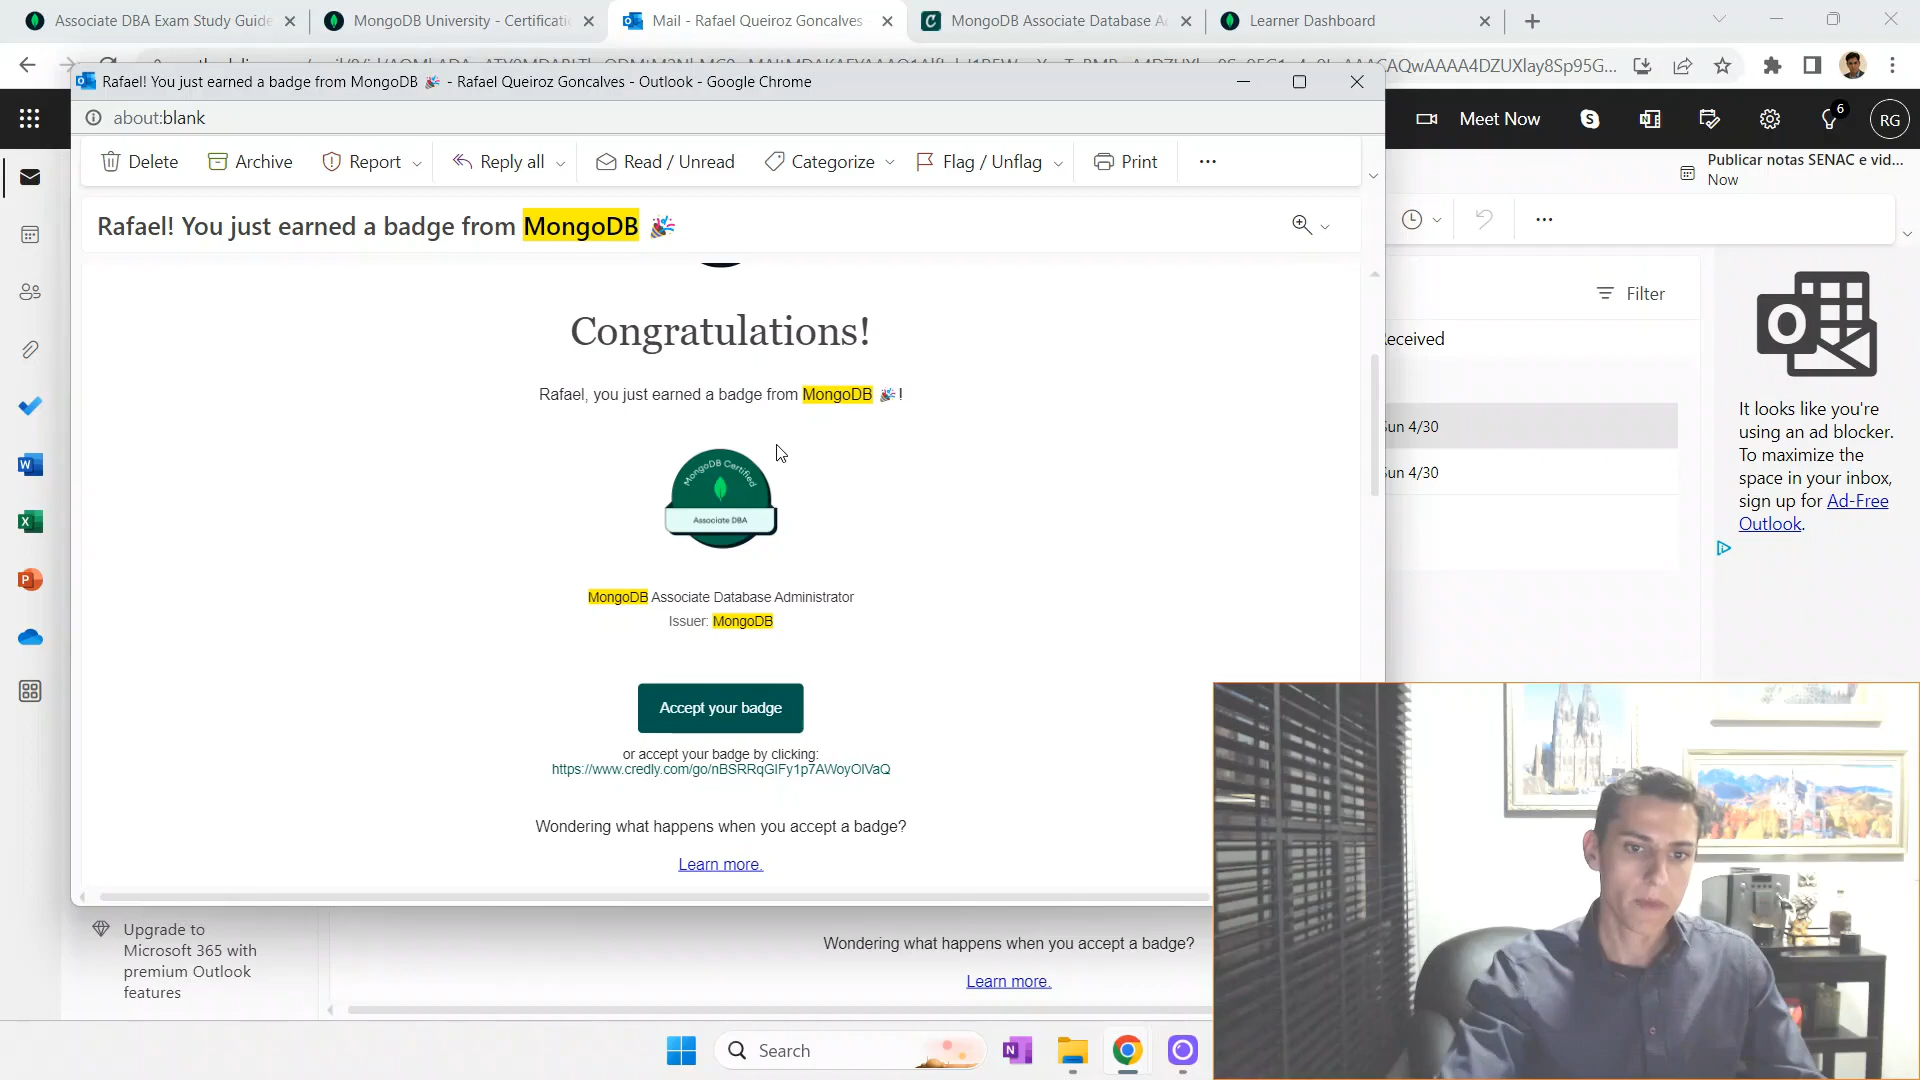 Associate DBA Exam Study Guide
MongoDB University - Certificatic
Mail - Rafael Queiroz Goncalves
MongoDB Associate Database A
Learner Dashboard
Rafael! You just earned a badge from MongoDB 🎉 - Rafael Queiroz Goncalves - Outlook - Google Chrome
about:blank
Meet Now
6
RG
Delete
Archive
Report
Reply all
Read / Unread
Categorize
Flag / Unflag
Print
Publicar notas SENAC e vid...
Now
Rafael! You just earned a badge from MongoDB 🎉
Filter
eceived
Congratulations!
Rafael, you just earned a badge from MongoDB 🎉!
MongoDB Certified
Associate DBA
Sun 4/30
Sun 4/30
It looks like you're
using an ad blocker.
To maximize the
space in your inbox,
sign up for Ad-Free
Outlook.
MongoDB Associate Database Administrator
Issuer: MongoDB
Accept your badge
or accept your badge by clicking:
https://www.credly.com/go/nBSRRqGIFy1p7AWoyOIVaQ
Wondering what happens when you accept a badge?
Learn more.
Upgrade to
Microsoft 365 with
premium Outlook
features
Wondering what happens when you accept a badge?
Learn more.
Search